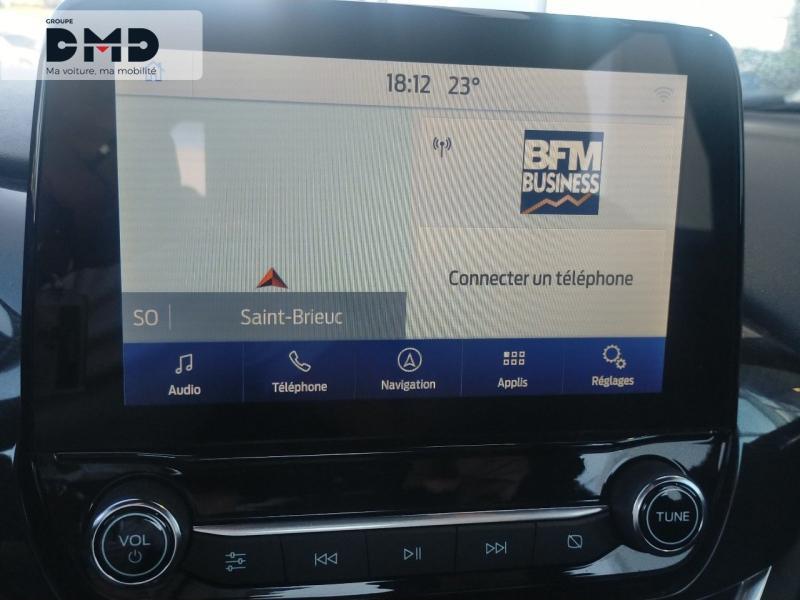 GROUPE
DMD
Ma voiture, ma mobilité
18:12 23°
BFM
BUSINESS
Connecter un téléphone
SO Saint-Brieuc
Audio Téléphone Navigation Applis Réglages
VOL TUNE